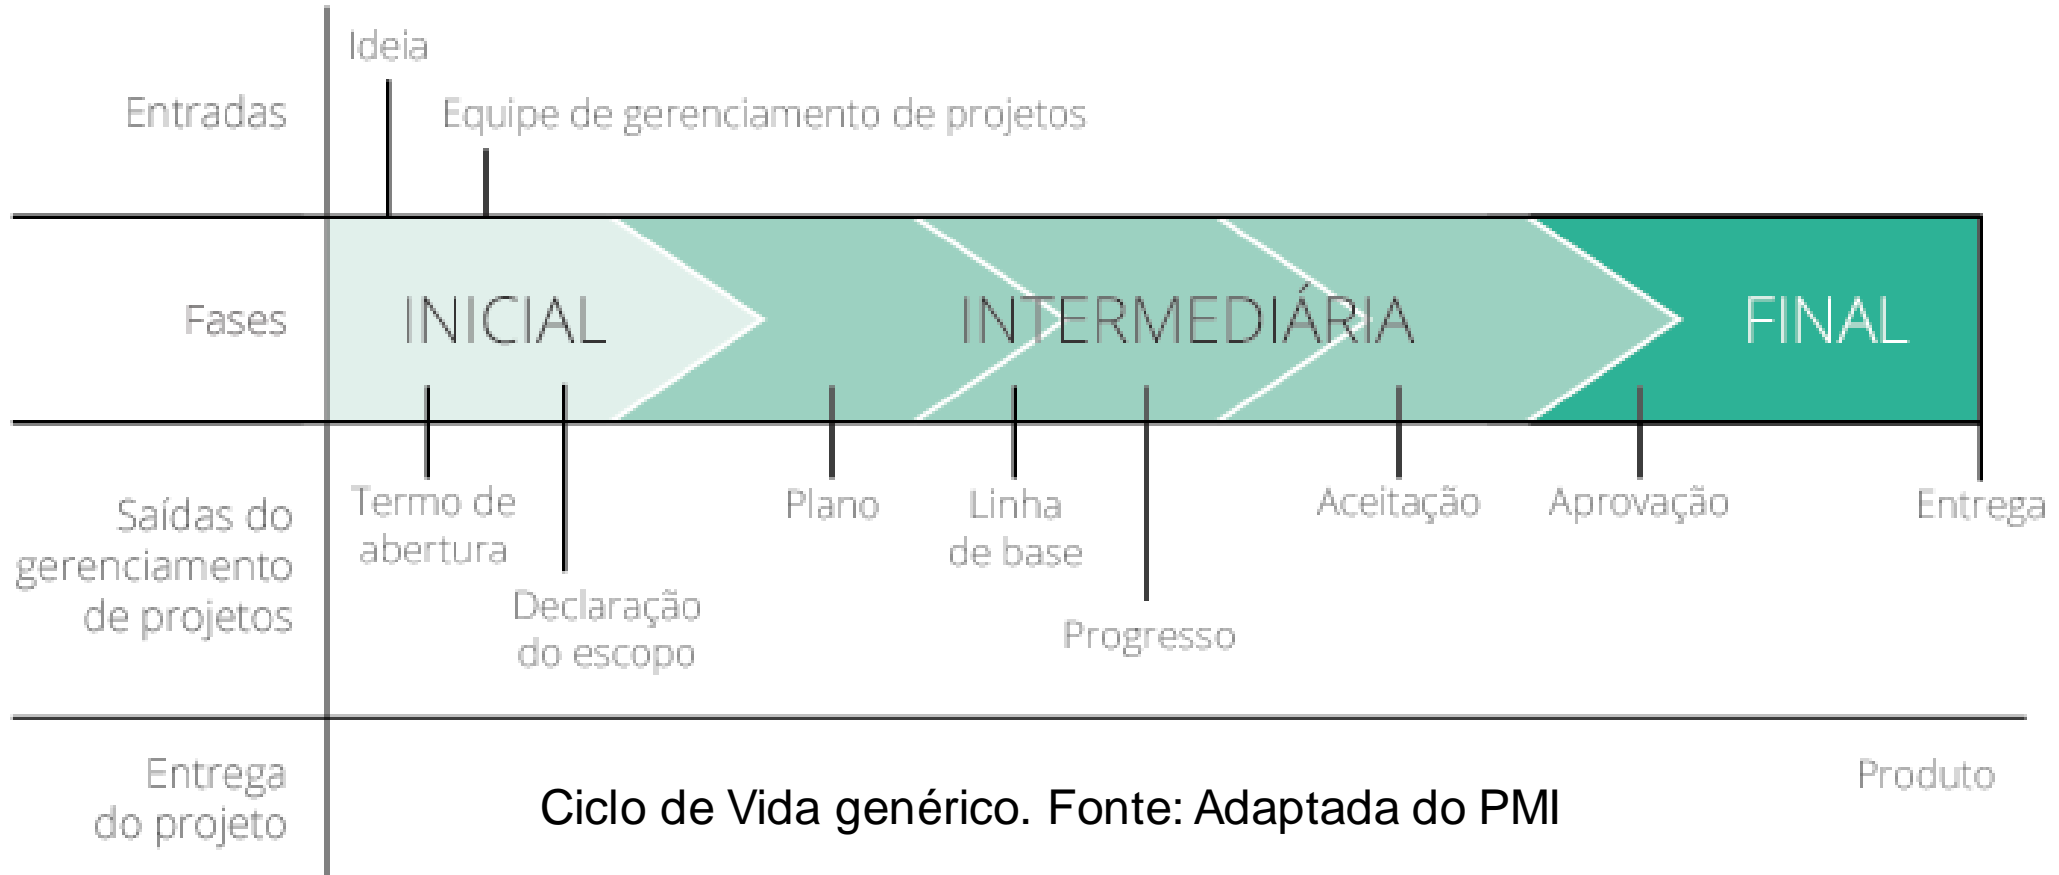 Ideia
Entradas
Equipe de gerenciamento de projetos
Fases
INICIAL
INTERMEDIÁRIA
FINAL
Saídas do
gerenciamento
de projetos
Termo de
abertura
Declaração
do escopo
Plano
Linha
de base
Progresso
Aceitação
Aprovação
Entrega
Entrega
do projeto
Produto
Ciclo de Vida genérico. Fonte: Adaptada do PMI